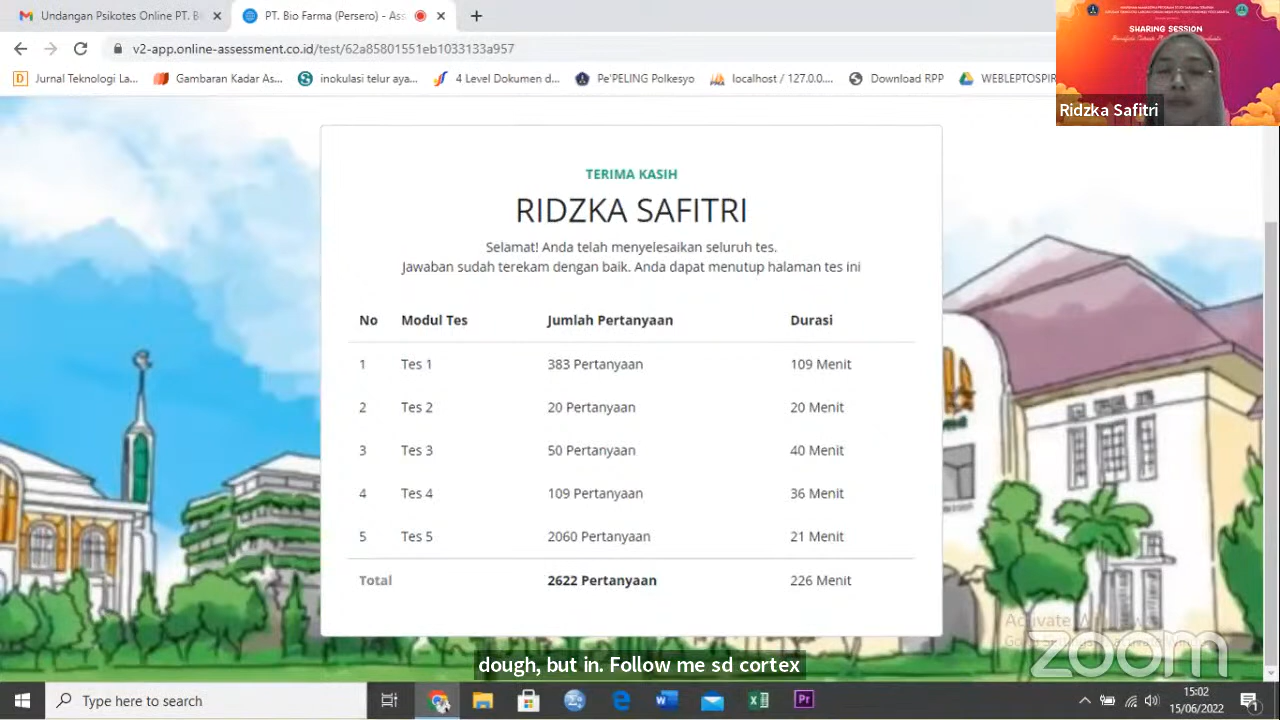 Undangan Psikotes Online PT. Bi
PT. Bio Farma (Persero) - Ass
v2-app.online-assessment.co.id/test/62a85801551eb1033133a957
Jurnal Teknologi La...
Gambaran Kadar As...
inokulasi telur aya...
4 Level Dokumen d...
Pe'PELING Polkesyo
localhost / 127.0.0....
Download RPP
WEBLEPTOSPIR
SHARING SESSION
Ridzka Safitri
TERIMA KASIH
RIDZKA SAFITRI
Selamat! Anda telah menyelesaikan seluruh tes.
Jawaban sudah terekam dengan baik. Anda dapat menutup halaman tes ini
No Modul Tes Jumlah Pertanyaan Durasi
1 Tes 1 383 Pertanyaan 109 Menit
2 Tes 2 20 Pertanyaan 20 Menit
3 Tes 3 50 Pertanyaan 40 Menit
4 Tes 4 109 Pertanyaan 36 Menit
5 Tes 5 2060 Pertanyaan 21 Menit
Total 2622 Pertanyaan 226 Menit
Activate
zoom
dough, but in. Follow me sd cortex
Type here to search
15:02
15/06/2022